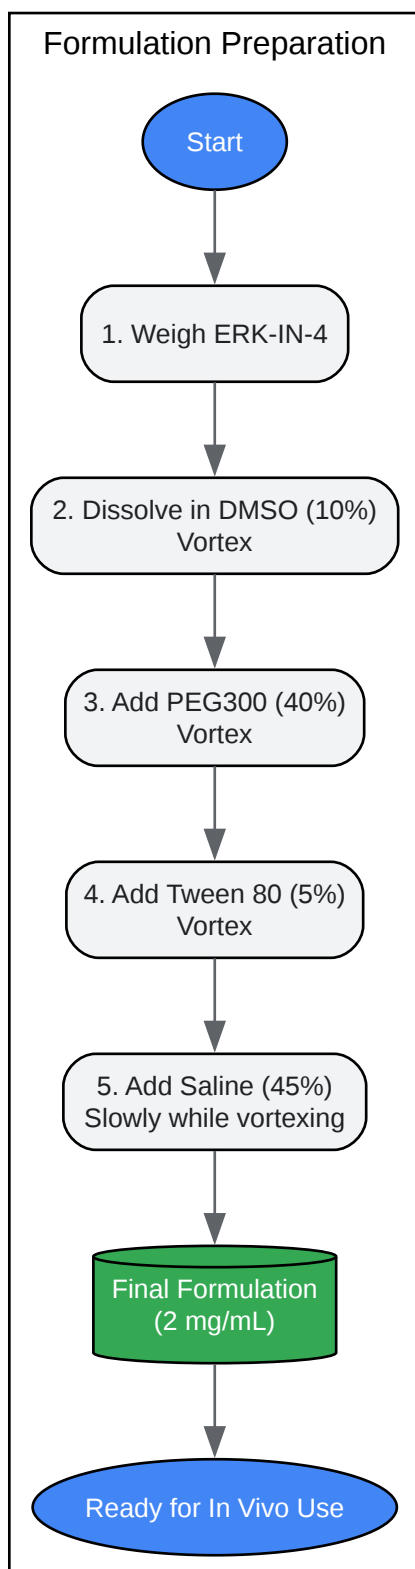 Formulation Preparation
Start
1. Weigh ERK-IN-4
2. Dissolve in DMSO (10%)
Vortex
3. Add PEG300 (40%)
Vortex
4. Add Tween 80 (5%)
Vortex
5. Add Saline (45%)
Slowly while vortexing
Final Formulation
(2 mg/mL)
Ready for In Vivo Use